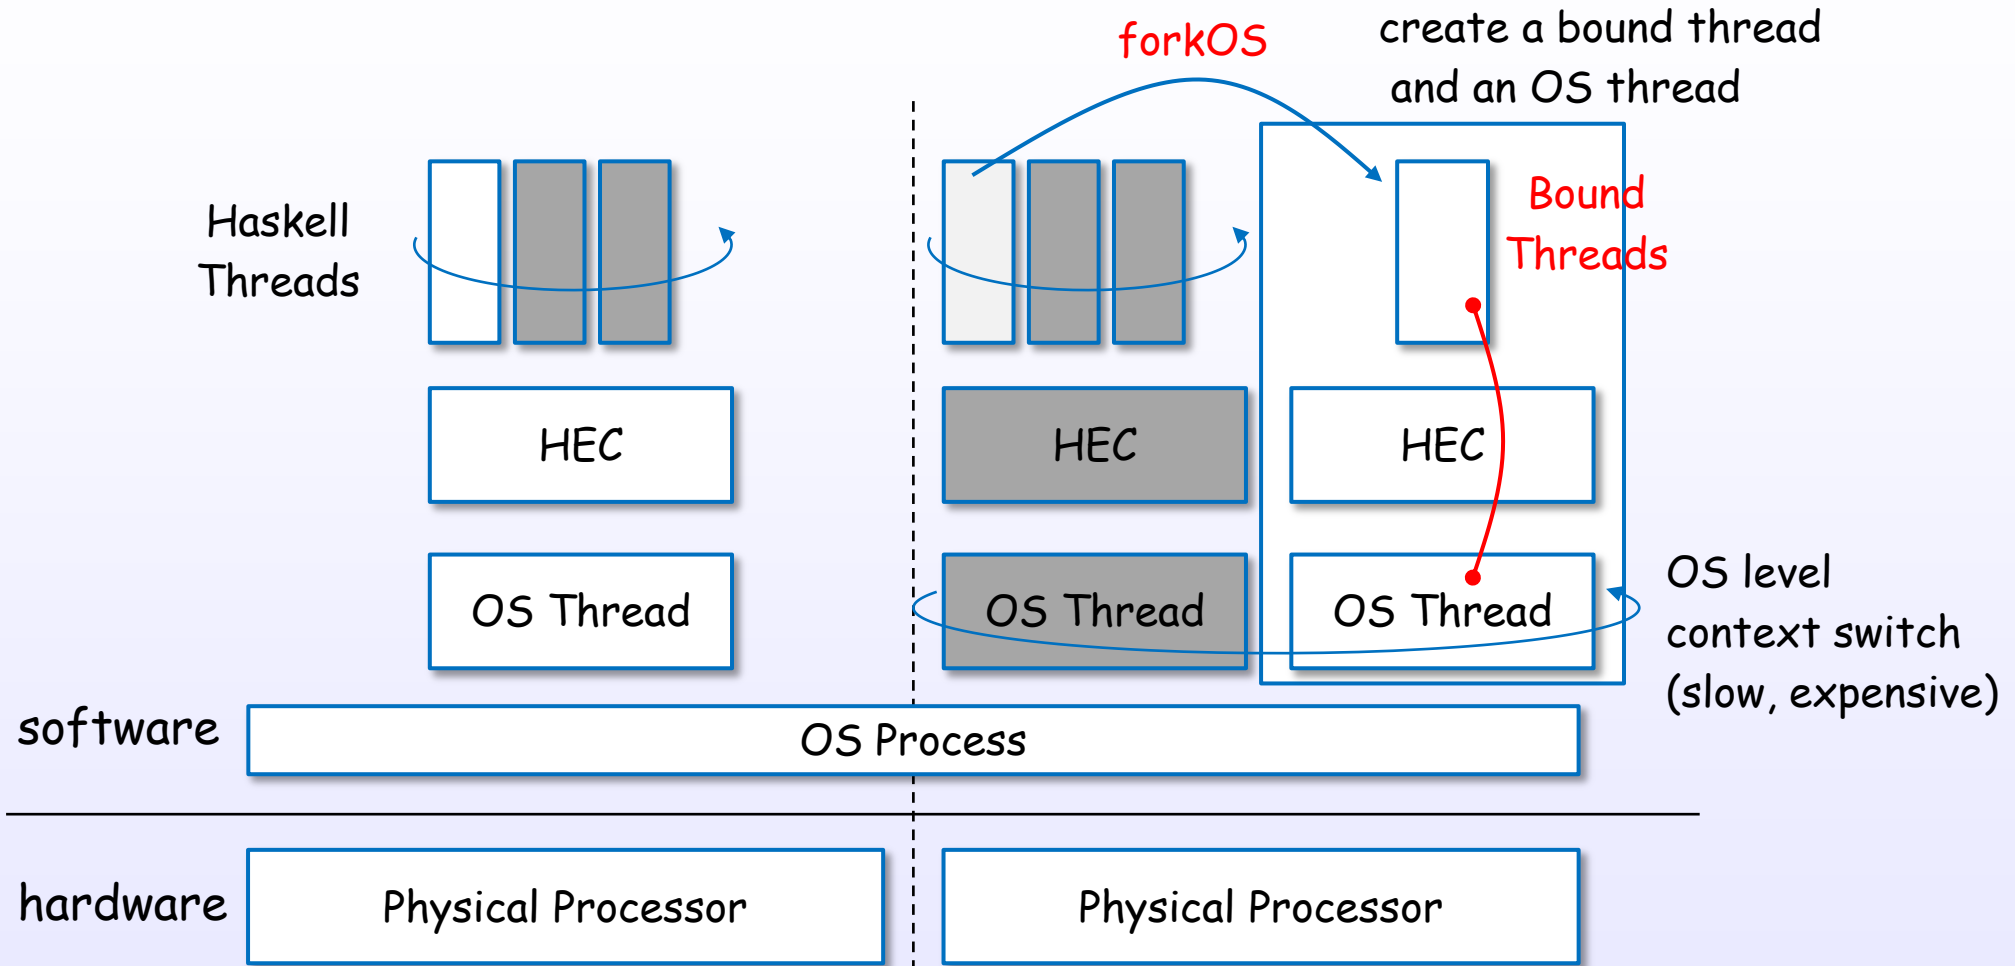 forkOS
create a bound thread
and an OS thread
Haskell
Threads
Bound
Threads
HEC
HEC
HEC
OS Thread
OS Thread
OS Thread
OS level
context switch
(slow, expensive)
software
OS Process
hardware
Physical Processor
Physical Processor